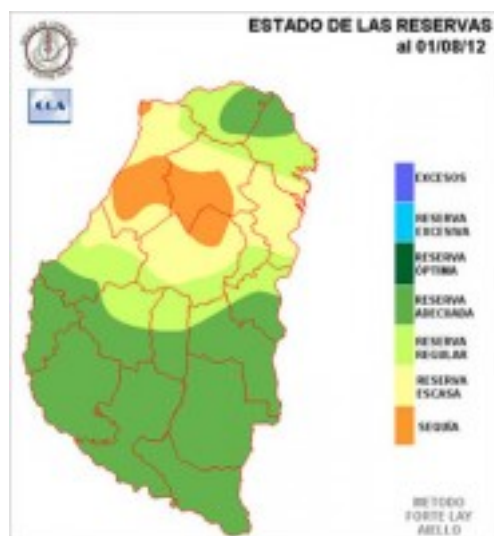 ESTADO DE LAS RESERVAS
al 01/08/12
CCA
EXCESOS
RESERVA
EXCESIVA
RESERVA
ÓPTIMA
RESERVA
ADECUADA
RESERVA
REGULAR
RESERVA
ESCASA
SEQUÍA
METODO
FORTE LAY
AIELLO